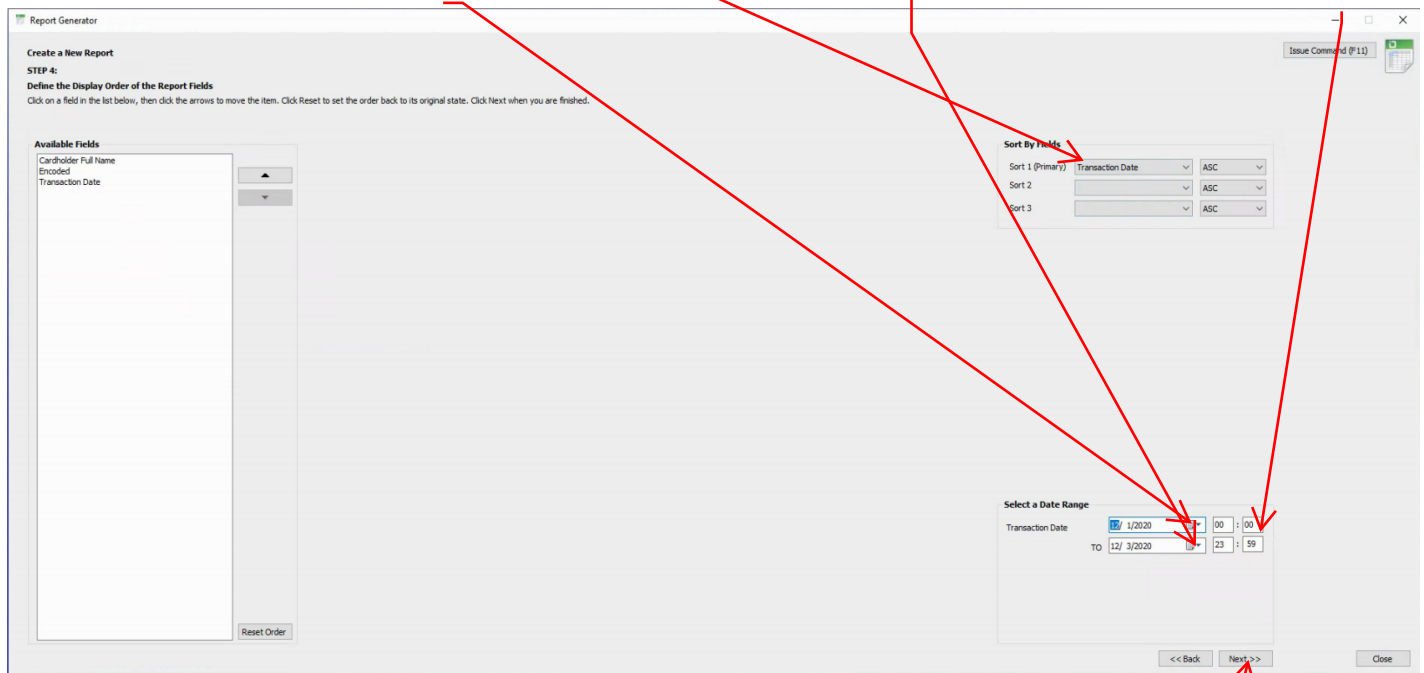 Report Generator
Create a New Report
Issue Command (F11)
STEP 4:
Define the Display Order of the Report Fields
Click on a field in the list below, then click the arrows to move the item. Click Reset to set the order back to its original state. Click Next when you are finished.
Available Fields
Cardholder Full Name
Encoded
Transaction Date
Reset Order
Sort By Fields
Sort 1 (Primary) Transaction Date ASC
Sort 2 ASC
Sort 3 ASC
Select a Date Range
Transaction Date 12/ 1/2020 00 : 00
TO 12/ 3/2020 23 : 59
<< Back Next >> Close